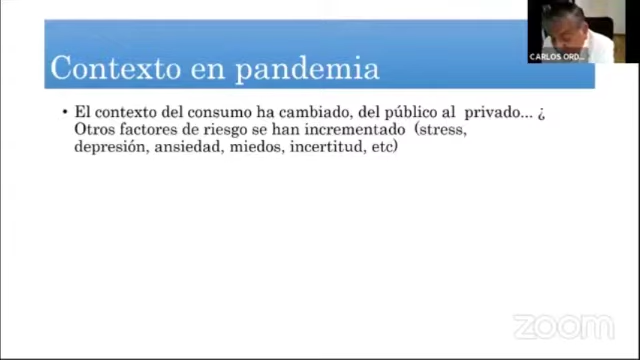 Contexto en pandemia
CARLOS ORD...
• El contexto del consumo ha cambiado, del público al privado... ¿
Otros factores de riesgo se han incrementado (stress,
depresión, ansiedad, miedos, incertitud, etc)
zoom